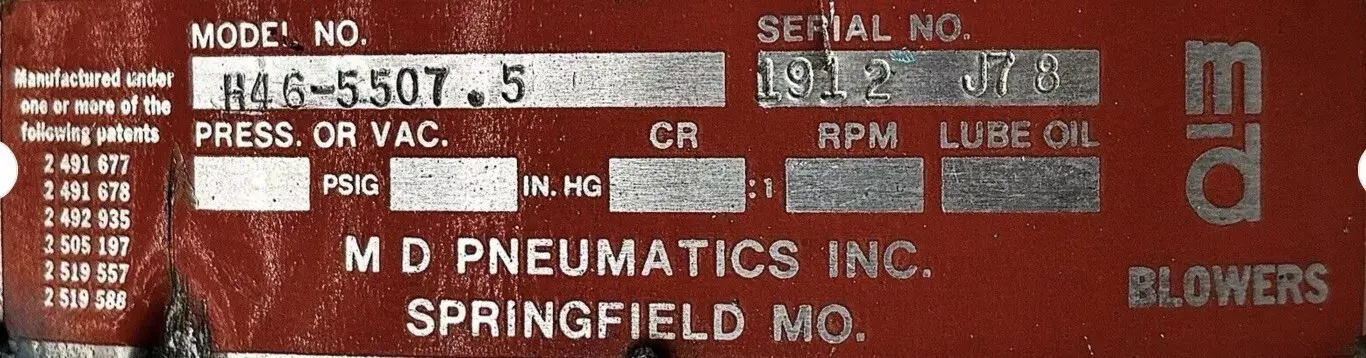 MODEL NO.
H46-5507.5
SERIAL NO.
1912 J78
Manufactured under
one or more of the
following patents
2 491 677
2 491 678
2 492 935
2 505 197
2 519 557
2 519 588
PRESS. OR VAC.
CR
RPM
LUBE OIL
PSIG
IN. HG
:1
M D PNEUMATICS INC.
SPRINGFIELD MO.
md
BLOWERS